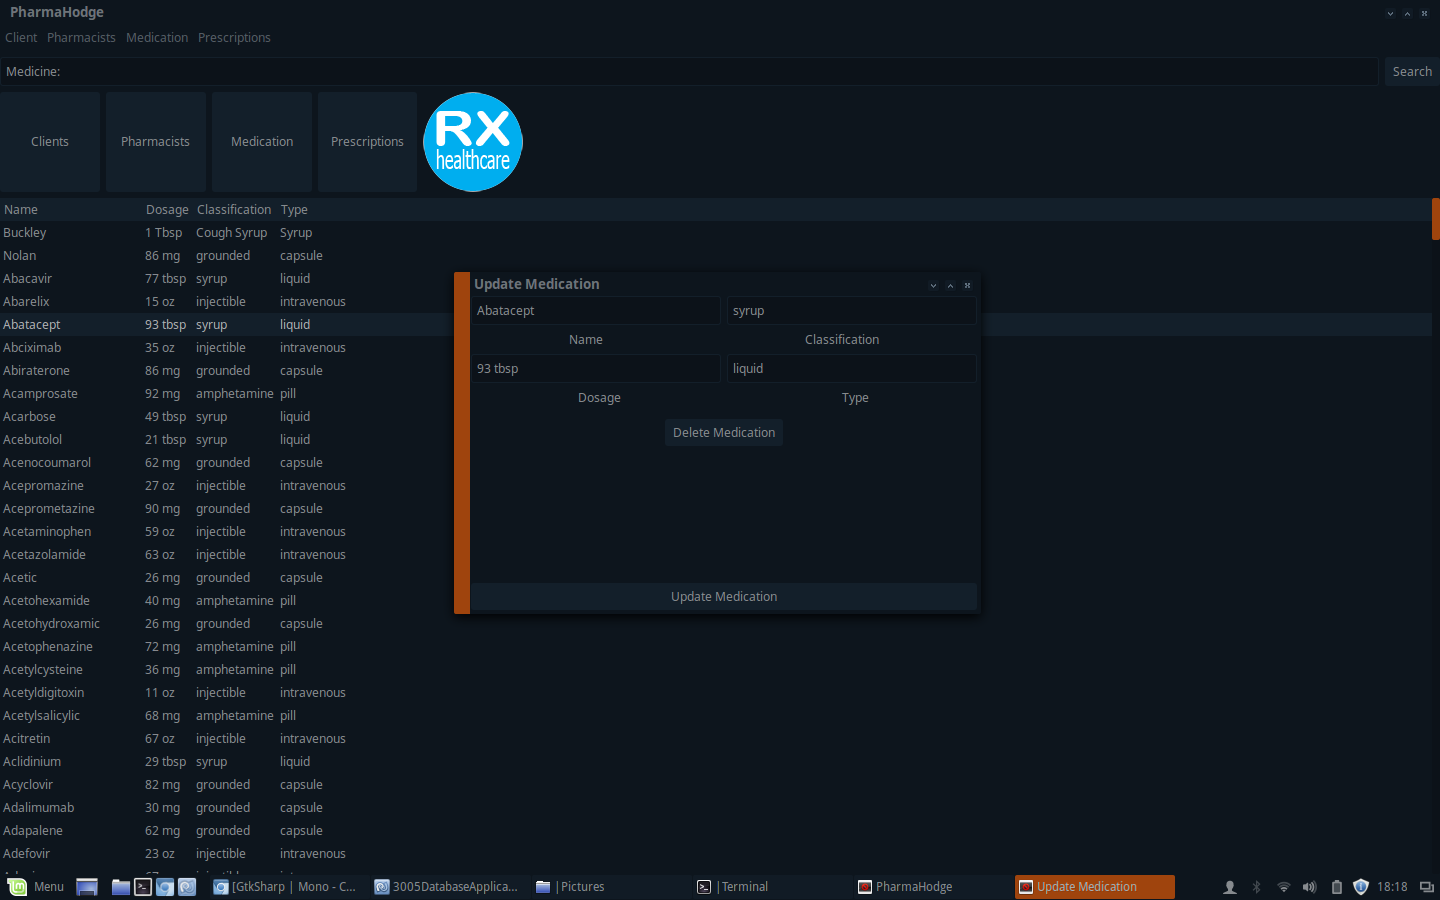 PharmaHodge
Client Pharmacists Medication Prescriptions
Medicine: Search
Clients Pharmacists Medication Prescriptions RX healthcare
Name Dosage Classification Type
Buckley 1 Tbsp Cough Syrup Syrup
Nolan 86 mg grounded capsule
Abacavir 77 tbsp syrup liquid
Abarelix 15 oz injectible intravenous
Abatacept 93 tbsp syrup liquid
Abciximab 35 oz injectible intravenous
Abiraterone 86 mg grounded capsule
Acamprosate 92 mg amphetamine pill
Acarbose 49 tbsp syrup liquid
Acebutolol 21 tbsp syrup liquid
Acenocoumarol 62 mg grounded capsule
Acepromazine 27 oz injectible intravenous
Aceprometazine 90 mg grounded capsule
Acetaminophen 59 oz injectible intravenous
Acetazolamide 63 oz injectible intravenous
Acetic 26 mg grounded capsule
Acetohexamide 40 mg amphetamine pill
Acetohydroxamic 26 mg grounded capsule
Acetophenazine 72 mg amphetamine pill
Acetylcysteine 36 mg amphetamine pill
Acetyldigitoxin 11 oz injectible intravenous
Acetylsalicylic 68 mg amphetamine pill
Acitretin 67 oz injectible intravenous
Aclidinium 29 tbsp syrup liquid
Acyclovir 82 mg grounded capsule
Adalimumab 30 mg grounded capsule
Adapalene 62 mg grounded capsule
Adefovir 23 oz injectible intravenous
Update Medication
Abatacept syrup
Name Classification
93 tbsp liquid
Dosage Type
Delete Medication
Update Medication
Menu [GtkSharp | Mono - C... 3005DatabaseApplica... |Pictures |Terminal PharmaHodge Update Medication 18:18